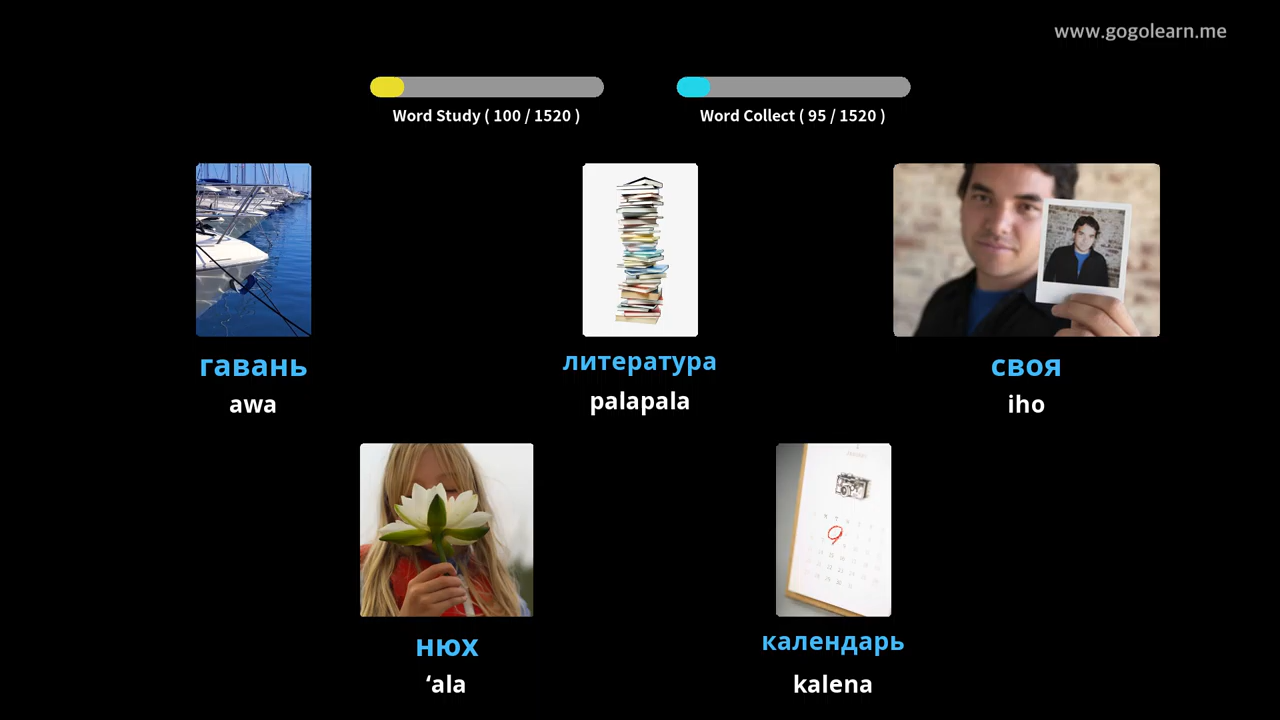 www.gogolearn.me
Word Study ( 100 / 1520 )
Word Collect ( 95 / 1520 )
гавань
awa
литература
palapala
своя
iho
нюх
ʻala
календарь
kalena